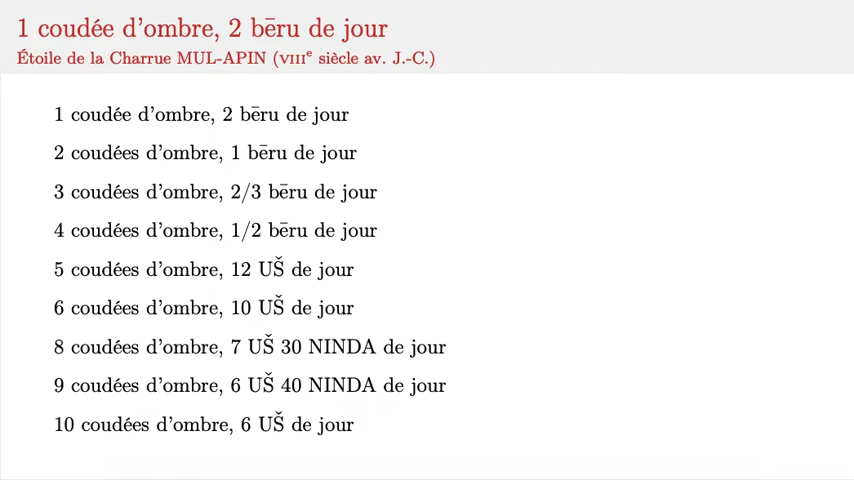 1 coudée d'ombre, 2 bēru de jour
Étoile de la Charrue MUL-APIN (VIIIe siècle av. J.-C.)
1 coudée d'ombre, 2 bēru de jour
2 coudées d'ombre, 1 bēru de jour
3 coudées d'ombre, 2/3 bēru de jour
4 coudées d'ombre, 1/2 bēru de jour
5 coudées d'ombre, 12 UŠ de jour
6 coudées d'ombre, 10 UŠ de jour
8 coudées d'ombre, 7 UŠ 30 NINDA de jour
9 coudées d'ombre, 6 UŠ 40 NINDA de jour
10 coudées d'ombre, 6 UŠ de jour